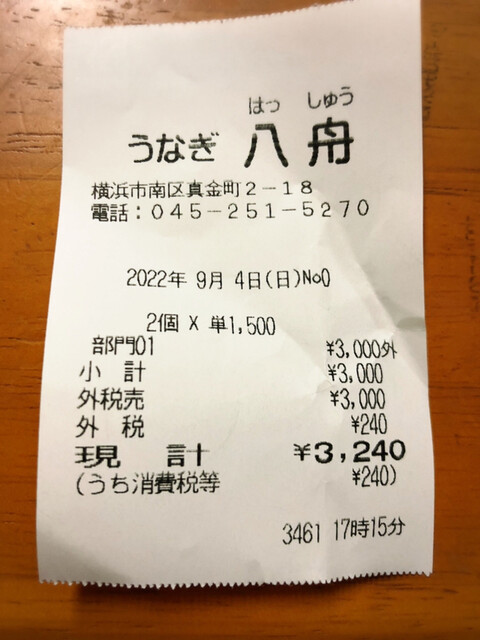 はっ しゅう
うなぎ 八舟
横浜市南区真金町2-18
電話:045-251-5270
2022年 9月 4日(日)No0
2個 X 単1,500
部門01 ¥3,000外
小 計 ¥3,000
外税売 ¥3,000
外 税 ¥240
現 計 ¥3,240
(うち消費税等 ¥240)
3461 17時15分